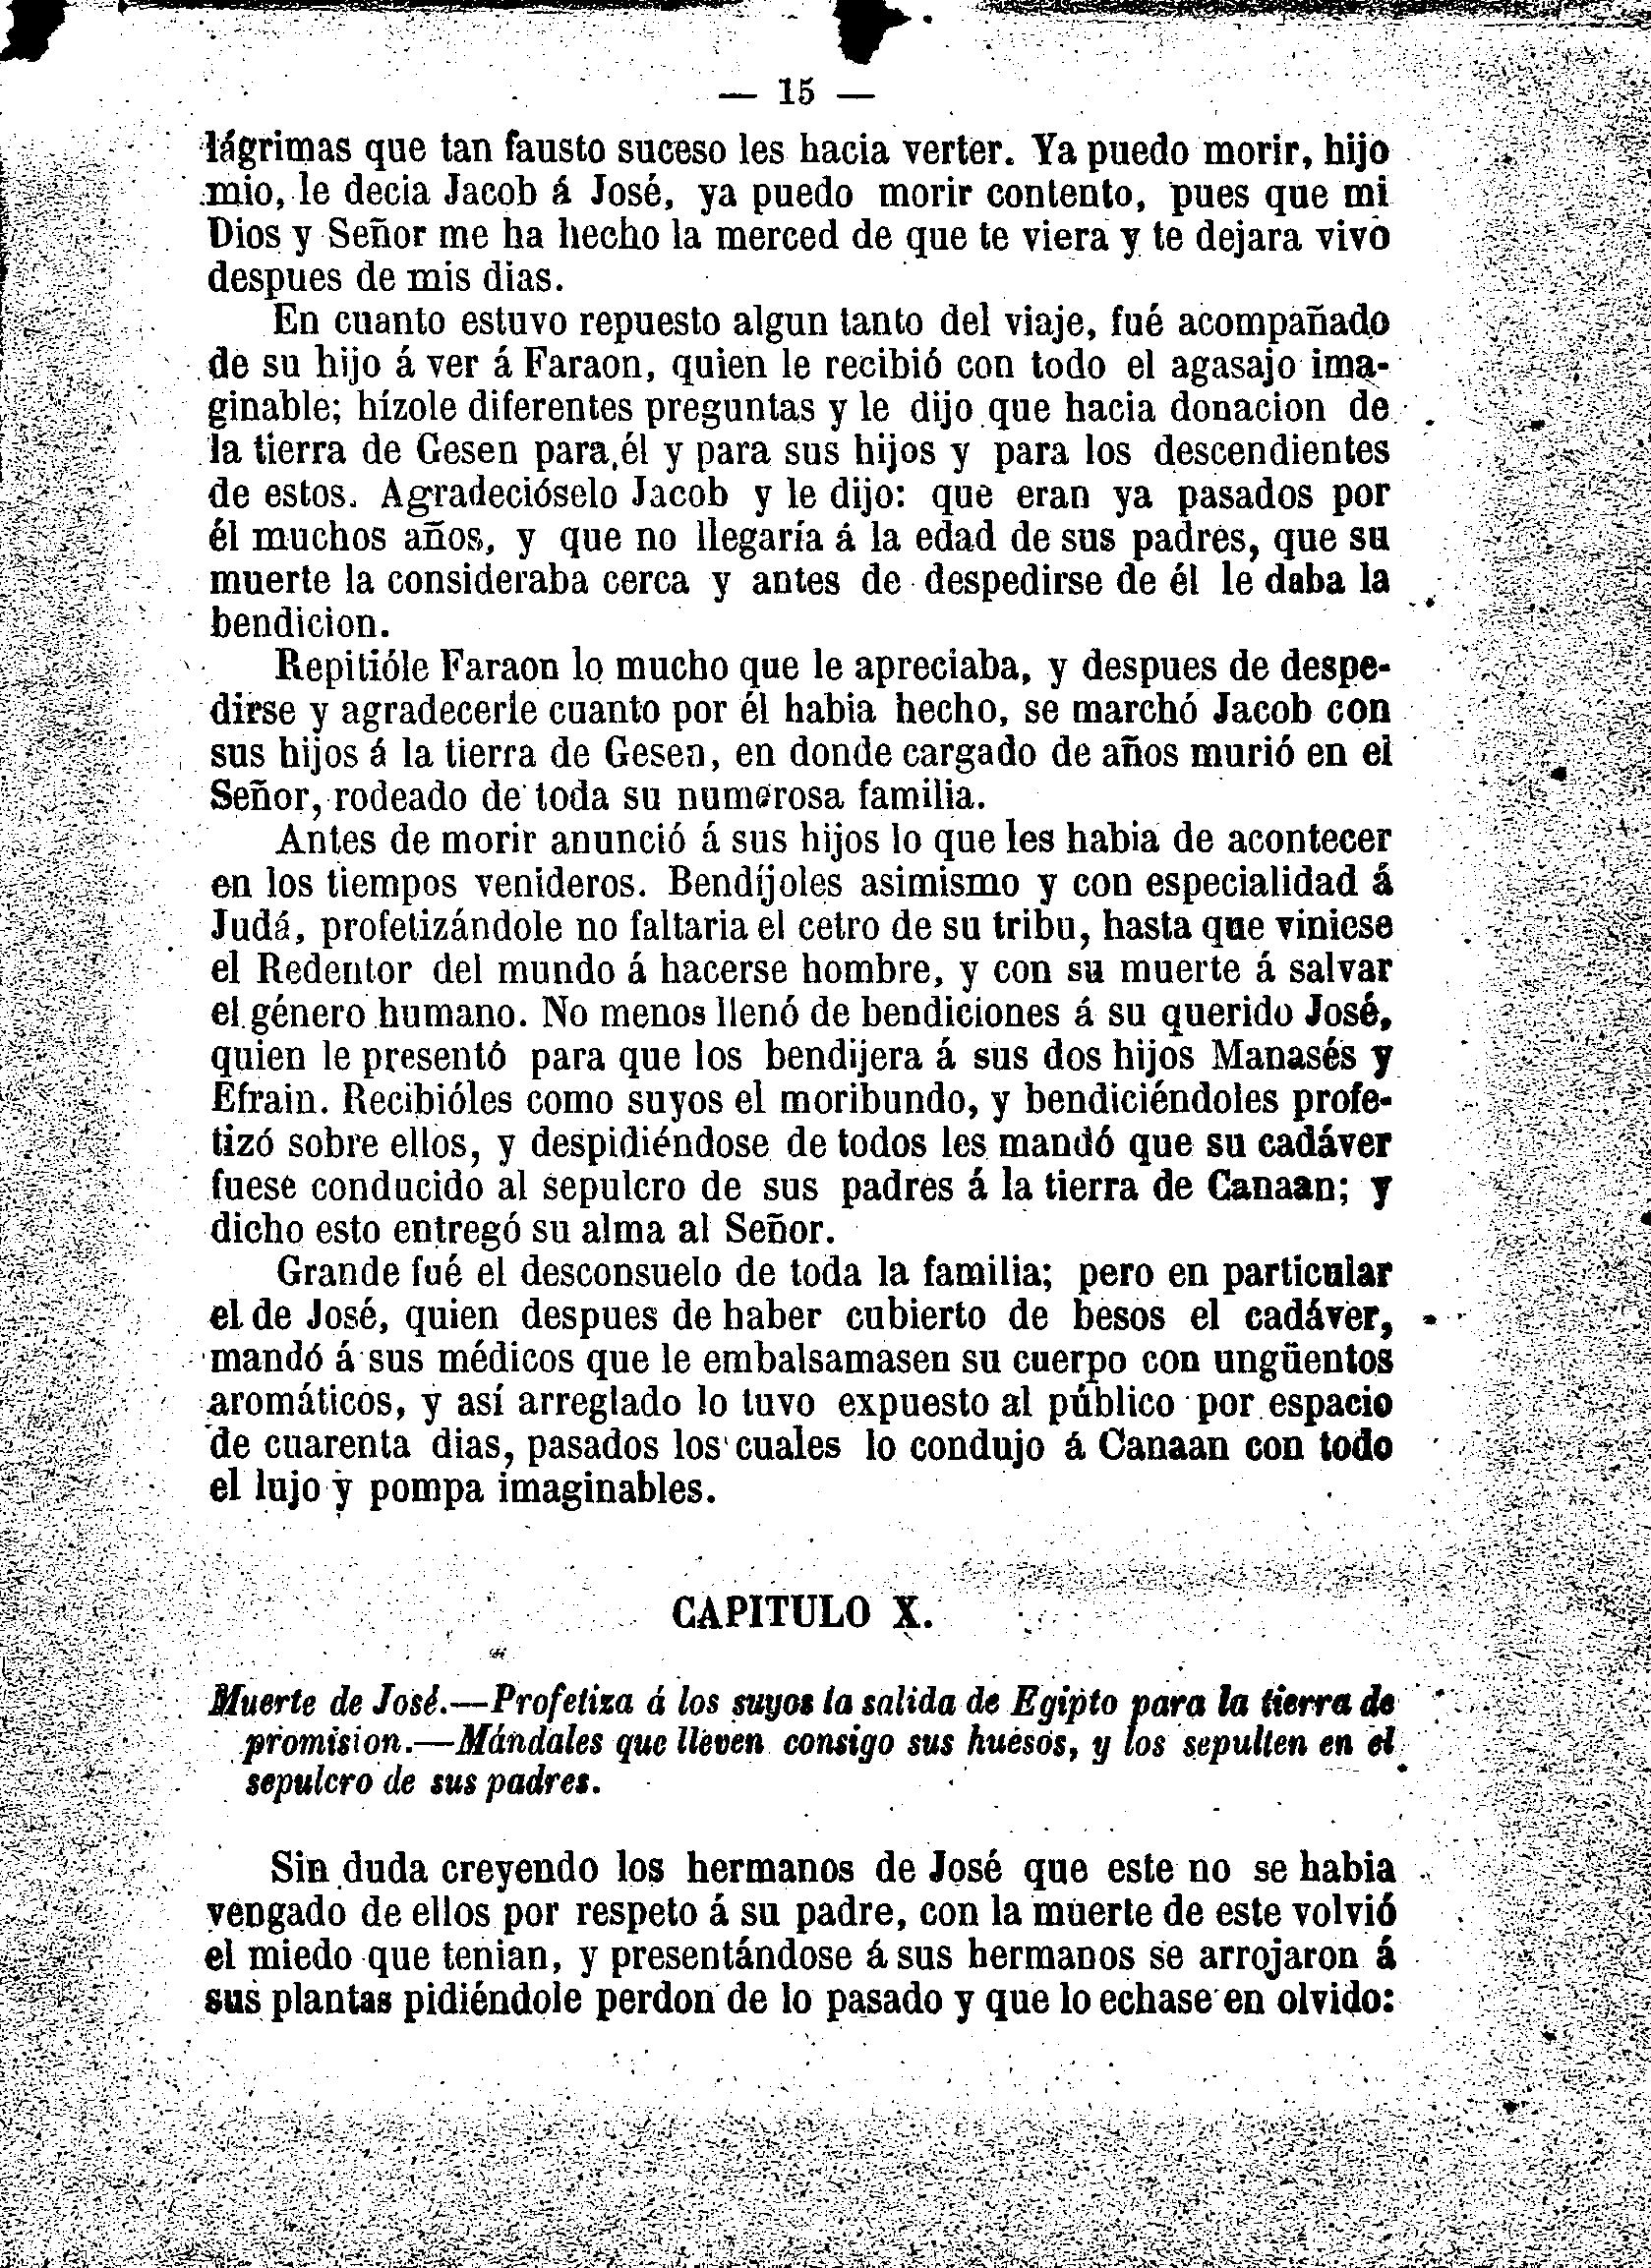 — 15 —
lágrimas que tan fausto suceso les hacia verter. Ya puedo morir, hijo
mio, le decia Jacob á José, ya puedo morir contento, pues que mi
Dios y Señor me ha hecho la merced de que te viera y te dejara vivo
despues de mis dias.
En cuanto estuvo repuesto algun tanto del viaje, fué acompañado
de su hijo á ver á Faraon, quien le recibió con todo el agasajo ima-
ginable; hízole diferentes preguntas y le dijo que hacia donacion de
la tierra de Gesen para él y para sus hijos y para los descendientes
de estos. Agradecióselo Jacob y le dijo: que eran ya pasados por
él muchos años, y que no llegaría á la edad de sus padres, que su
muerte la consideraba cerca y antes de despedirse de él le daba la
bendicion.
Repitióle Faraon lo mucho que le apreciaba, y despues de despe-
dirse y agradecerle cuanto por él habia hecho, se marchó Jacob con
sus hijos á la tierra de Gesen, en donde cargado de años murió en el
Señor, rodeado de toda su numerosa familia.
Antes de morir anunció á sus hijos lo que les habia de acontecer
en los tiempos venideros. Bendíjoles asimismo y con especialidad á
Judá, profetizándole no faltaria el cetro de su tribu, hasta que viniese
el Redentor del mundo á hacerse hombre, y con su muerte á salvar
el género humano. No menos llenó de bendiciones á su querido José,
quien le presentó para que los bendijera á sus dos hijos Manasés y
Efrain. Recibióles como suyos el moribundo, y bendiciéndoles profe-
tizó sobre ellos, y despidiéndose de todos les mandó que su cadáver
fuese conducido al sepulcro de sus padres á la tierra de Canaan; y
dicho esto entregó su alma al Señor.
Grande fué el desconsuelo de toda la familia; pero en particular
el de José, quien despues de haber cubierto de besos el cadáver,
mandó á sus médicos que le embalsamasen su cuerpo con ungüentos
aromáticos, y así arreglado lo tuvo expuesto al público por espacio
de cuarenta dias, pasados los cuales lo condujo á Canaan con todo
el lujo y pompa imaginables.
CAPITULO X.
Muerte de José.—Profetiza á los suyos la salida de Egipto para la tierra de
promision.—Mándales que lleven consigo sus huesos, y los sepulten en el
sepulcro de sus padres.
Sin duda creyendo los hermanos de José que este no se habia
vengado de ellos por respeto á su padre, con la muerte de este volvió
el miedo que tenian, y presentándose á sus hermanos se arrojaron á
sus plantas pidiéndole perdon de lo pasado y que lo echase en olvido: